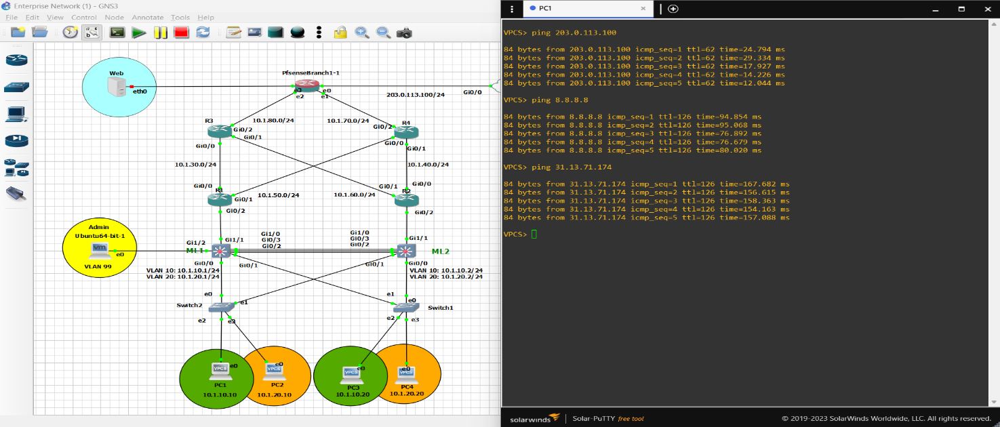 Enterprise Network (1) - GNS3
File Edit View Control Node Annotate Tools Help
Web
eth0
PfsenseBranch1-1
e3
e0
e2
e1
203.0.113.100/24
Gi0/0
10.1.80.0/24
10.1.70.0/24
R3
Gi0/2
Gi0/1
Gi0/0
R4
Gi0/2
Gi0/0
Gi0/1
10.1.30.0/24
10.1.40.0/24
Gi0/0
R1
Gi0/1
10.1.50.0/24
Gi0/2
10.1.60.0/24
Gi0/1
Gi0/0
R2
Gi0/2
Admin
Ubuntu64-bit-1
vm
e0
VLAN 99
Gi1/2
Gi1/1
ML1
Gi0/0
Gi0/1
Gi1/0
Gi0/3
Gi0/2
Gi1/0
Gi0/3
Gi0/2
Gi1/1
ML2
Gi0/1
Gi0/0
VLAN 10: 10.1.10.1/24
VLAN 20: 10.1.20.1/24
VLAN 10: 10.1.10.2/24
VLAN 20: 10.1.20.2/24
e0
e1
Switch2
e2
e3
e1
e0
Switch1
e2
e3
VPCS
e0
PC1
10.1.10.10
VPCS
e0
PC2
10.1.20.10
VPCS
e0
PC3
10.1.10.20
VPCS
e0
PC4
10.1.20.20
PC1
VPCS> ping 203.0.113.100
84 bytes from 203.0.113.100 icmp_seq=1 ttl=62 time=24.794 ms
84 bytes from 203.0.113.100 icmp_seq=2 ttl=62 time=29.334 ms
84 bytes from 203.0.113.100 icmp_seq=3 ttl=62 time=17.927 ms
84 bytes from 203.0.113.100 icmp_seq=4 ttl=62 time=14.226 ms
84 bytes from 203.0.113.100 icmp_seq=5 ttl=62 time=12.044 ms
VPCS> ping 8.8.8.8
84 bytes from 8.8.8.8 icmp_seq=1 ttl=126 time=94.854 ms
84 bytes from 8.8.8.8 icmp_seq=2 ttl=126 time=95.068 ms
84 bytes from 8.8.8.8 icmp_seq=3 ttl=126 time=76.892 ms
84 bytes from 8.8.8.8 icmp_seq=4 ttl=126 time=76.679 ms
84 bytes from 8.8.8.8 icmp_seq=5 ttl=126 time=80.020 ms
VPCS> ping 31.13.71.174
84 bytes from 31.13.71.174 icmp_seq=1 ttl=126 time=167.682 ms
84 bytes from 31.13.71.174 icmp_seq=2 ttl=126 time=156.615 ms
84 bytes from 31.13.71.174 icmp_seq=3 ttl=126 time=158.363 ms
84 bytes from 31.13.71.174 icmp_seq=4 ttl=126 time=154.163 ms
84 bytes from 31.13.71.174 icmp_seq=5 ttl=126 time=157.088 ms
VPCS>
solarwinds
Solar-PuTTY free tool
© 2019-2023 SolarWinds Worldwide, LLC. All rights reserved.